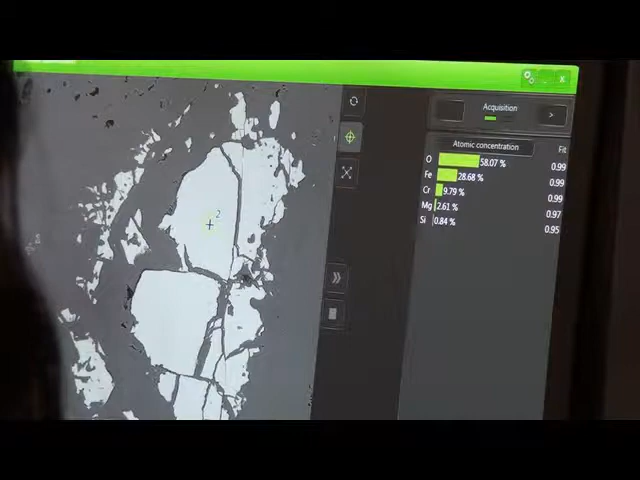 x
Acquisition
>
Atomic concentration
Fit
O 58.07 % 0.99
Fe 28.68 % 0.99
Cr 9.79 % 0.99
Mg 2.61 % 0.97
Si 0.84 % 0.95
2